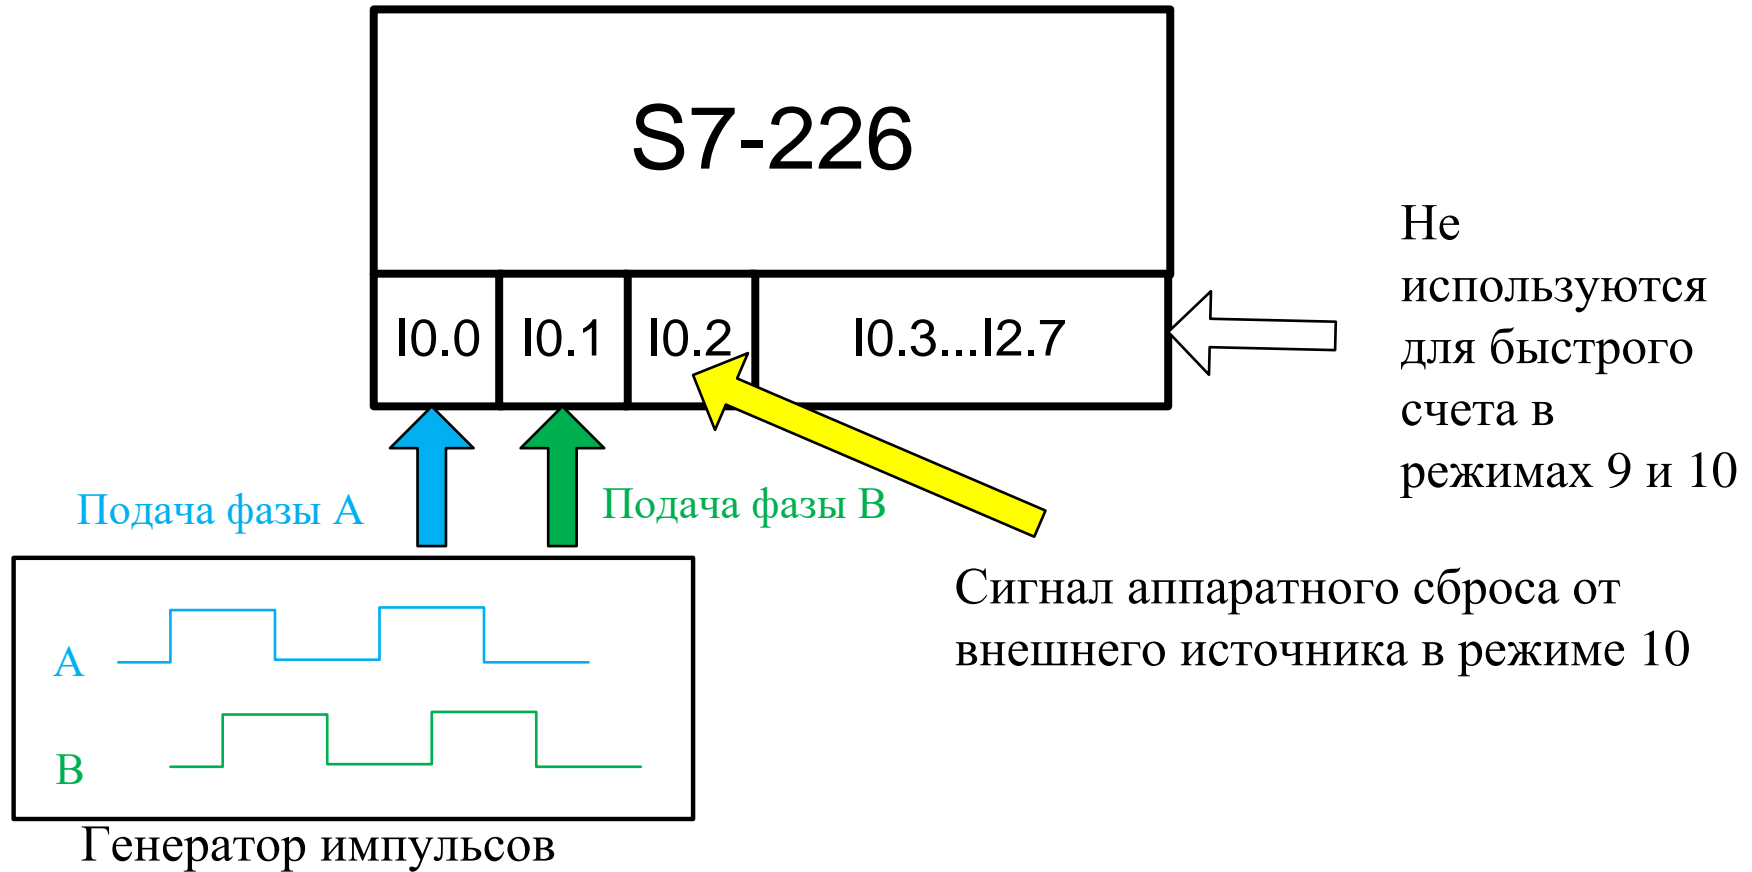 S7-226
I0.0 I0.1 I0.2 I0.3...I2.7
Не
используются
для быстрого
счета в
режимах 9 и 10
Подача фазы A
Подача фазы B
Сигнал аппаратного сброса от
внешнего источника в режиме 10
A
B
Генератор импульсов